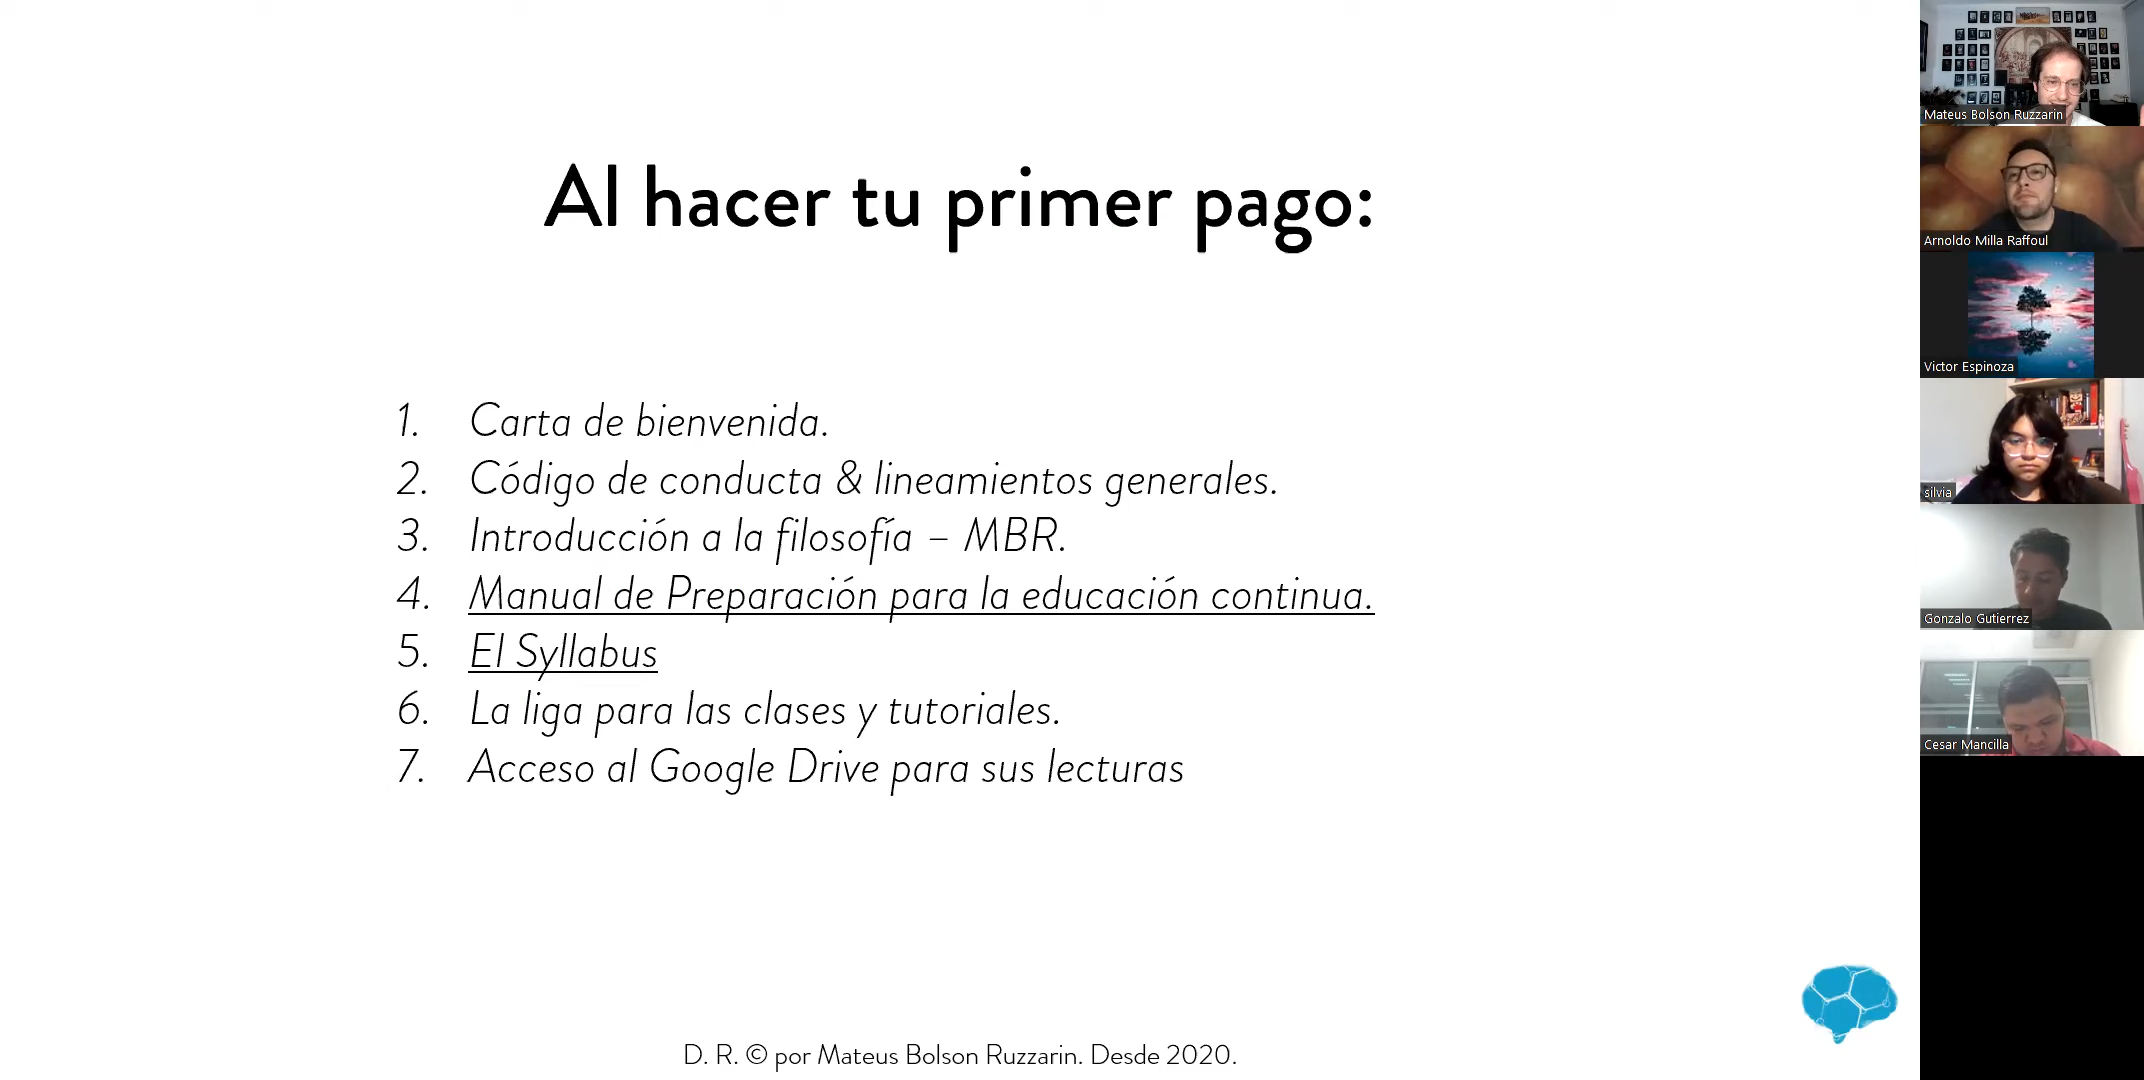 Al hacer tu primer pago:
1. Carta de bienvenida.
2. Código de conducta & lineamientos generales.
3. Introducción a la filosofía – MBR.
4. Manual de Preparación para la educación continua.
5. El Syllabus
6. La liga para las clases y tutoriales.
7. Acceso al Google Drive para sus lecturas
D. R. © por Mateus Bolson Ruzzarin. Desde 2020.
Mateus Bolson Ruzzarin
Arnoldo Milla Raffoul
Victor Espinoza
silvia
Gonzalo Gutierrez
Cesar Mancilla